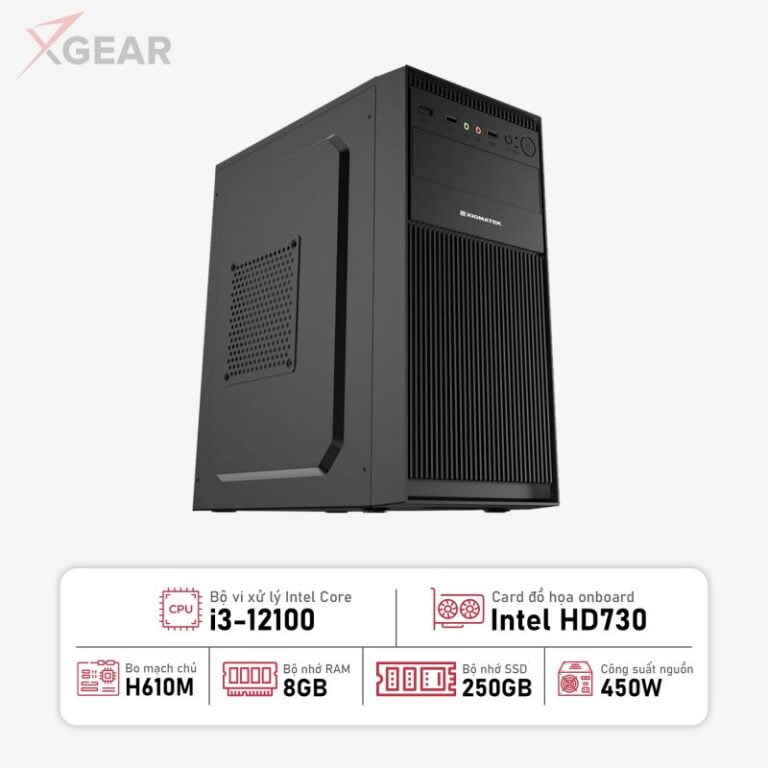 XGEAR
XIGMATEK
Bộ vi xử lý Intel Core
CPU
i3-12100
Card đồ họa onboard
Intel HD730
Bo mạch chủ
H610M
Bộ nhớ RAM
8GB
Bộ nhớ SSD
250GB
Công suất nguồn
450W